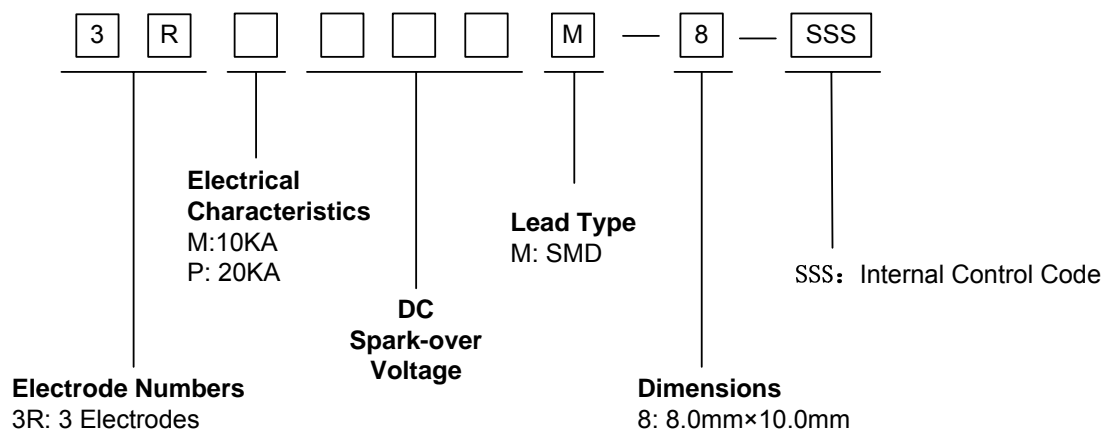 3 R M — 8 — SSS
Electrical
Characteristics
M:10KA
P: 20KA
Lead Type
M: SMD
SSS： Internal Control Code
DC
Spark-over
Voltage
Electrode Numbers
3R: 3 Electrodes
Dimensions
8: 8.0mm×10.0mm